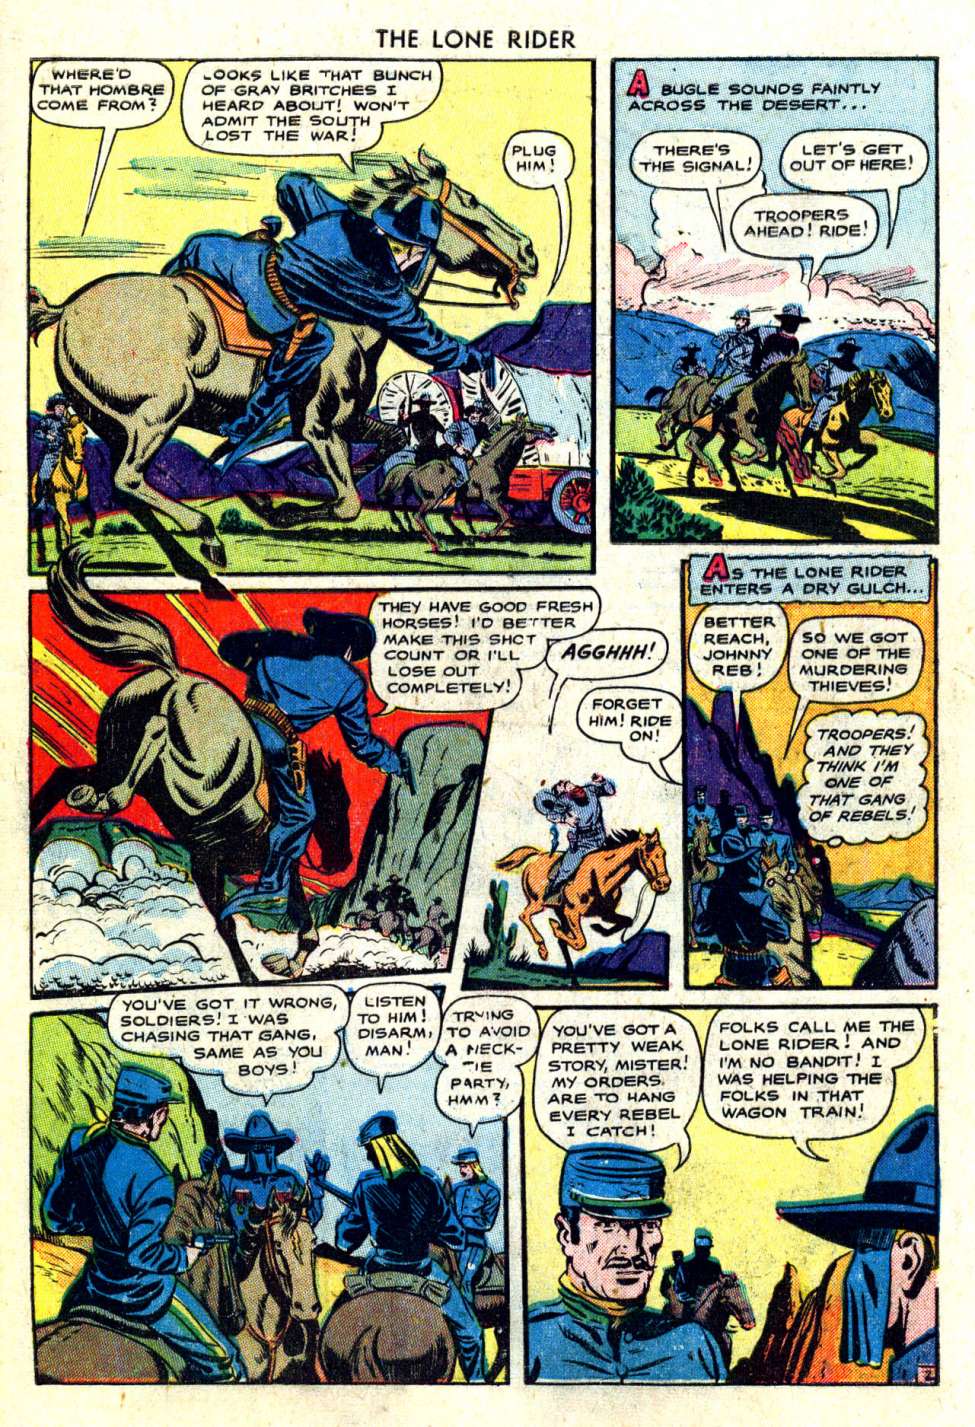 THE LONE RIDER
WHERE'D
THAT HOMBRE
COME FROM?
LOOKS LIKE THAT BUNCH
OF GRAY BRITCHES I
HEARD ABOUT! WON'T
ADMIT THE SOUTH
LOST THE WAR!
PLUG
HIM!
A BUGLE SOUNDS FAINTLY
ACROSS THE DESERT...
THERE'S
THE SIGNAL!
LET'S GET
OUT OF HERE!
TROOPERS
AHEAD! RIDE!
THEY HAVE GOOD FRESH
HORSES! I'D BETTER
MAKE THIS SHOT
COUNT OR I'LL
LOSE OUT
COMPLETELY!
AGGHHH!
FORGET
HIM! RIDE
ON!
AS THE LONE RIDER
ENTERS A DRY GULCH...
BETTER
REACH,
JOHNNY
REB!
SO WE GOT
ONE OF THE
MURDERING
THIEVES!
TROOPERS!
AND THEY
THINK I'M
ONE OF
THAT GANG
OF REBELS!
YOU'VE GOT IT WRONG,
SOLDIERS! I WAS
CHASING THAT GANG,
SAME AS YOU
BOYS!
LISTEN
TO HIM!
DISARM,
MAN!
TRYING
TO AVOID
A NECK-
TIE
PARTY,
HMM?
YOU'VE GOT A
PRETTY WEAK
STORY, MISTER!
MY ORDERS
ARE TO HANG
EVERY REBEL
I CATCH!
FOLKS CALL ME THE
LONE RIDER! AND
I'M NO BANDIT! I
WAS HELPING THE
FOLKS IN THAT
WAGON TRAIN!
2